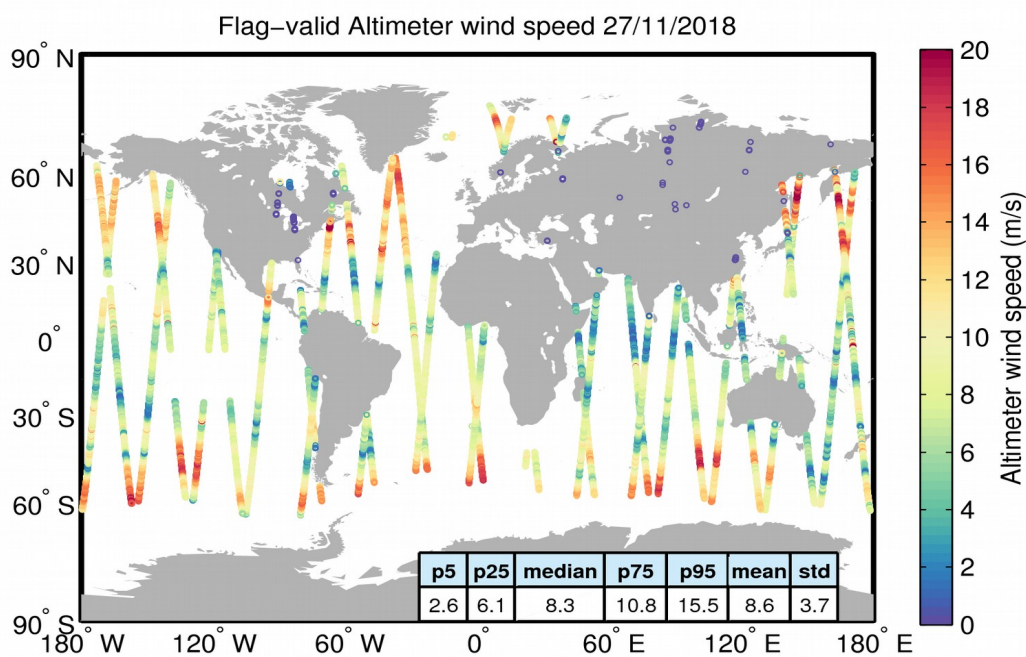 Flag−valid Altimeter wind speed 27/11/2018
90° N
60° N
30° N
0°
30° S
60° S
90° S
180° W
120° W
60° W
0°
60° E
120° E
180° E
p5 p25 median p75 p95 mean std
2.6 6.1 8.3 10.8 15.5 8.6 3.7
20
18
16
14
12
10
8
6
4
2
0
Altimeter wind speed (m/s)